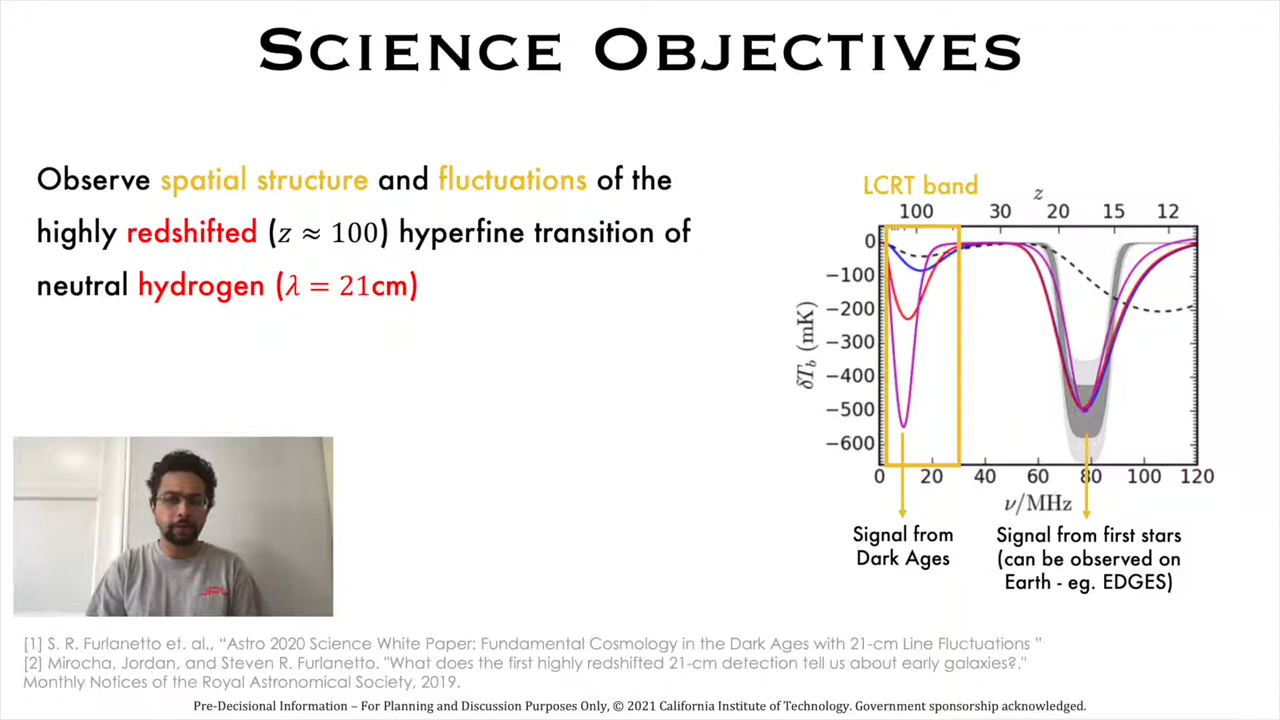 SCIENCE OBJECTIVES
Observe spatial structure and fluctuations of the
highly redshifted (z ≈ 100) hyperfine transition of
neutral hydrogen (λ = 21cm)
LCRT band
z
100 30 20 15 12
0
−100
−200
−300
−400
−500
−600
δT_b (mK)
0 20 40 60 80 100 120
ν/MHz
Signal from
Dark Ages
Signal from first stars
(can be observed on
Earth - eg. EDGES)
JPL
[1] S. R. Furlanetto et. al., “Astro 2020 Science White Paper: Fundamental Cosmology in the Dark Ages with 21-cm Line Fluctuations ”
[2] Mirocha, Jordan, and Steven R. Furlanetto. "What does the first highly redshifted 21-cm detection tell us about early galaxies?."
Monthly Notices of the Royal Astronomical Society, 2019.
Pre-Decisional Information – For Planning and Discussion Purposes Only, © 2021 California Institute of Technology. Government sponsorship acknowledged.